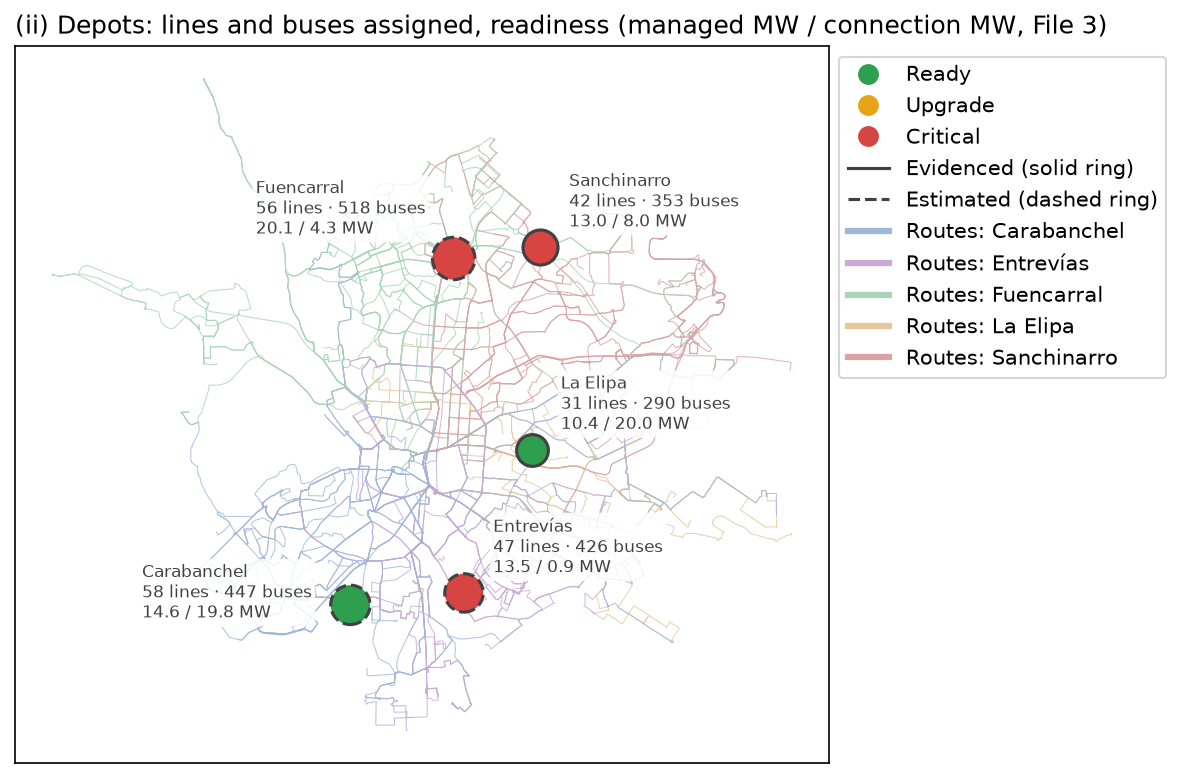 (ii) Depots: lines and buses assigned, readiness (managed MW / connection MW, File 3)
Fuencarral
56 lines · 518 buses
20.1 / 4.3 MW
Sanchinarro
42 lines · 353 buses
13.0 / 8.0 MW
La Elipa
31 lines · 290 buses
10.4 / 20.0 MW
Entrevías
47 lines · 426 buses
13.5 / 0.9 MW
Carabanchel
58 lines · 447 buses
14.6 / 19.8 MW
Ready
Upgrade
Critical
Evidenced (solid ring)
Estimated (dashed ring)
Routes: Carabanchel
Routes: Entrevías
Routes: Fuencarral
Routes: La Elipa
Routes: Sanchinarro